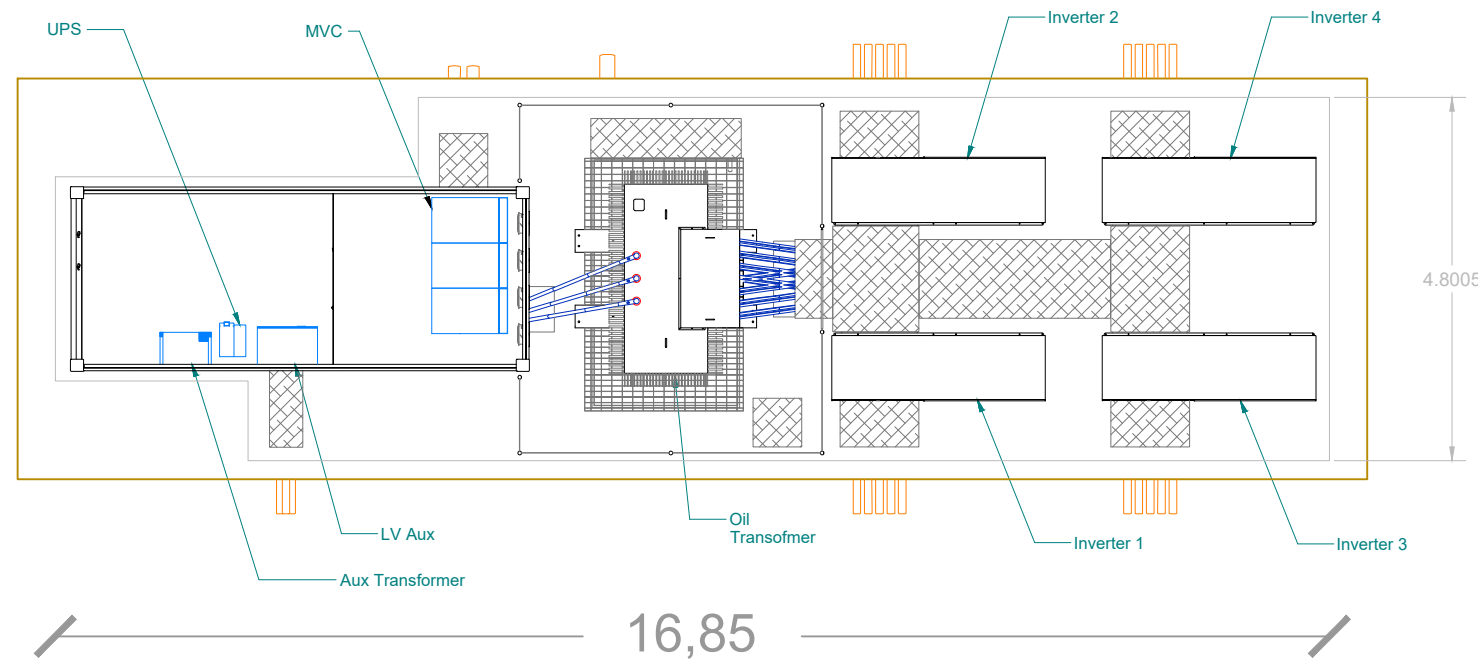 UPS
MVC
Inverter 2
Inverter 4
4.8005
Oil
Transofmer
LV Aux
Inverter 1
Inverter 3
Aux Transformer
16,85